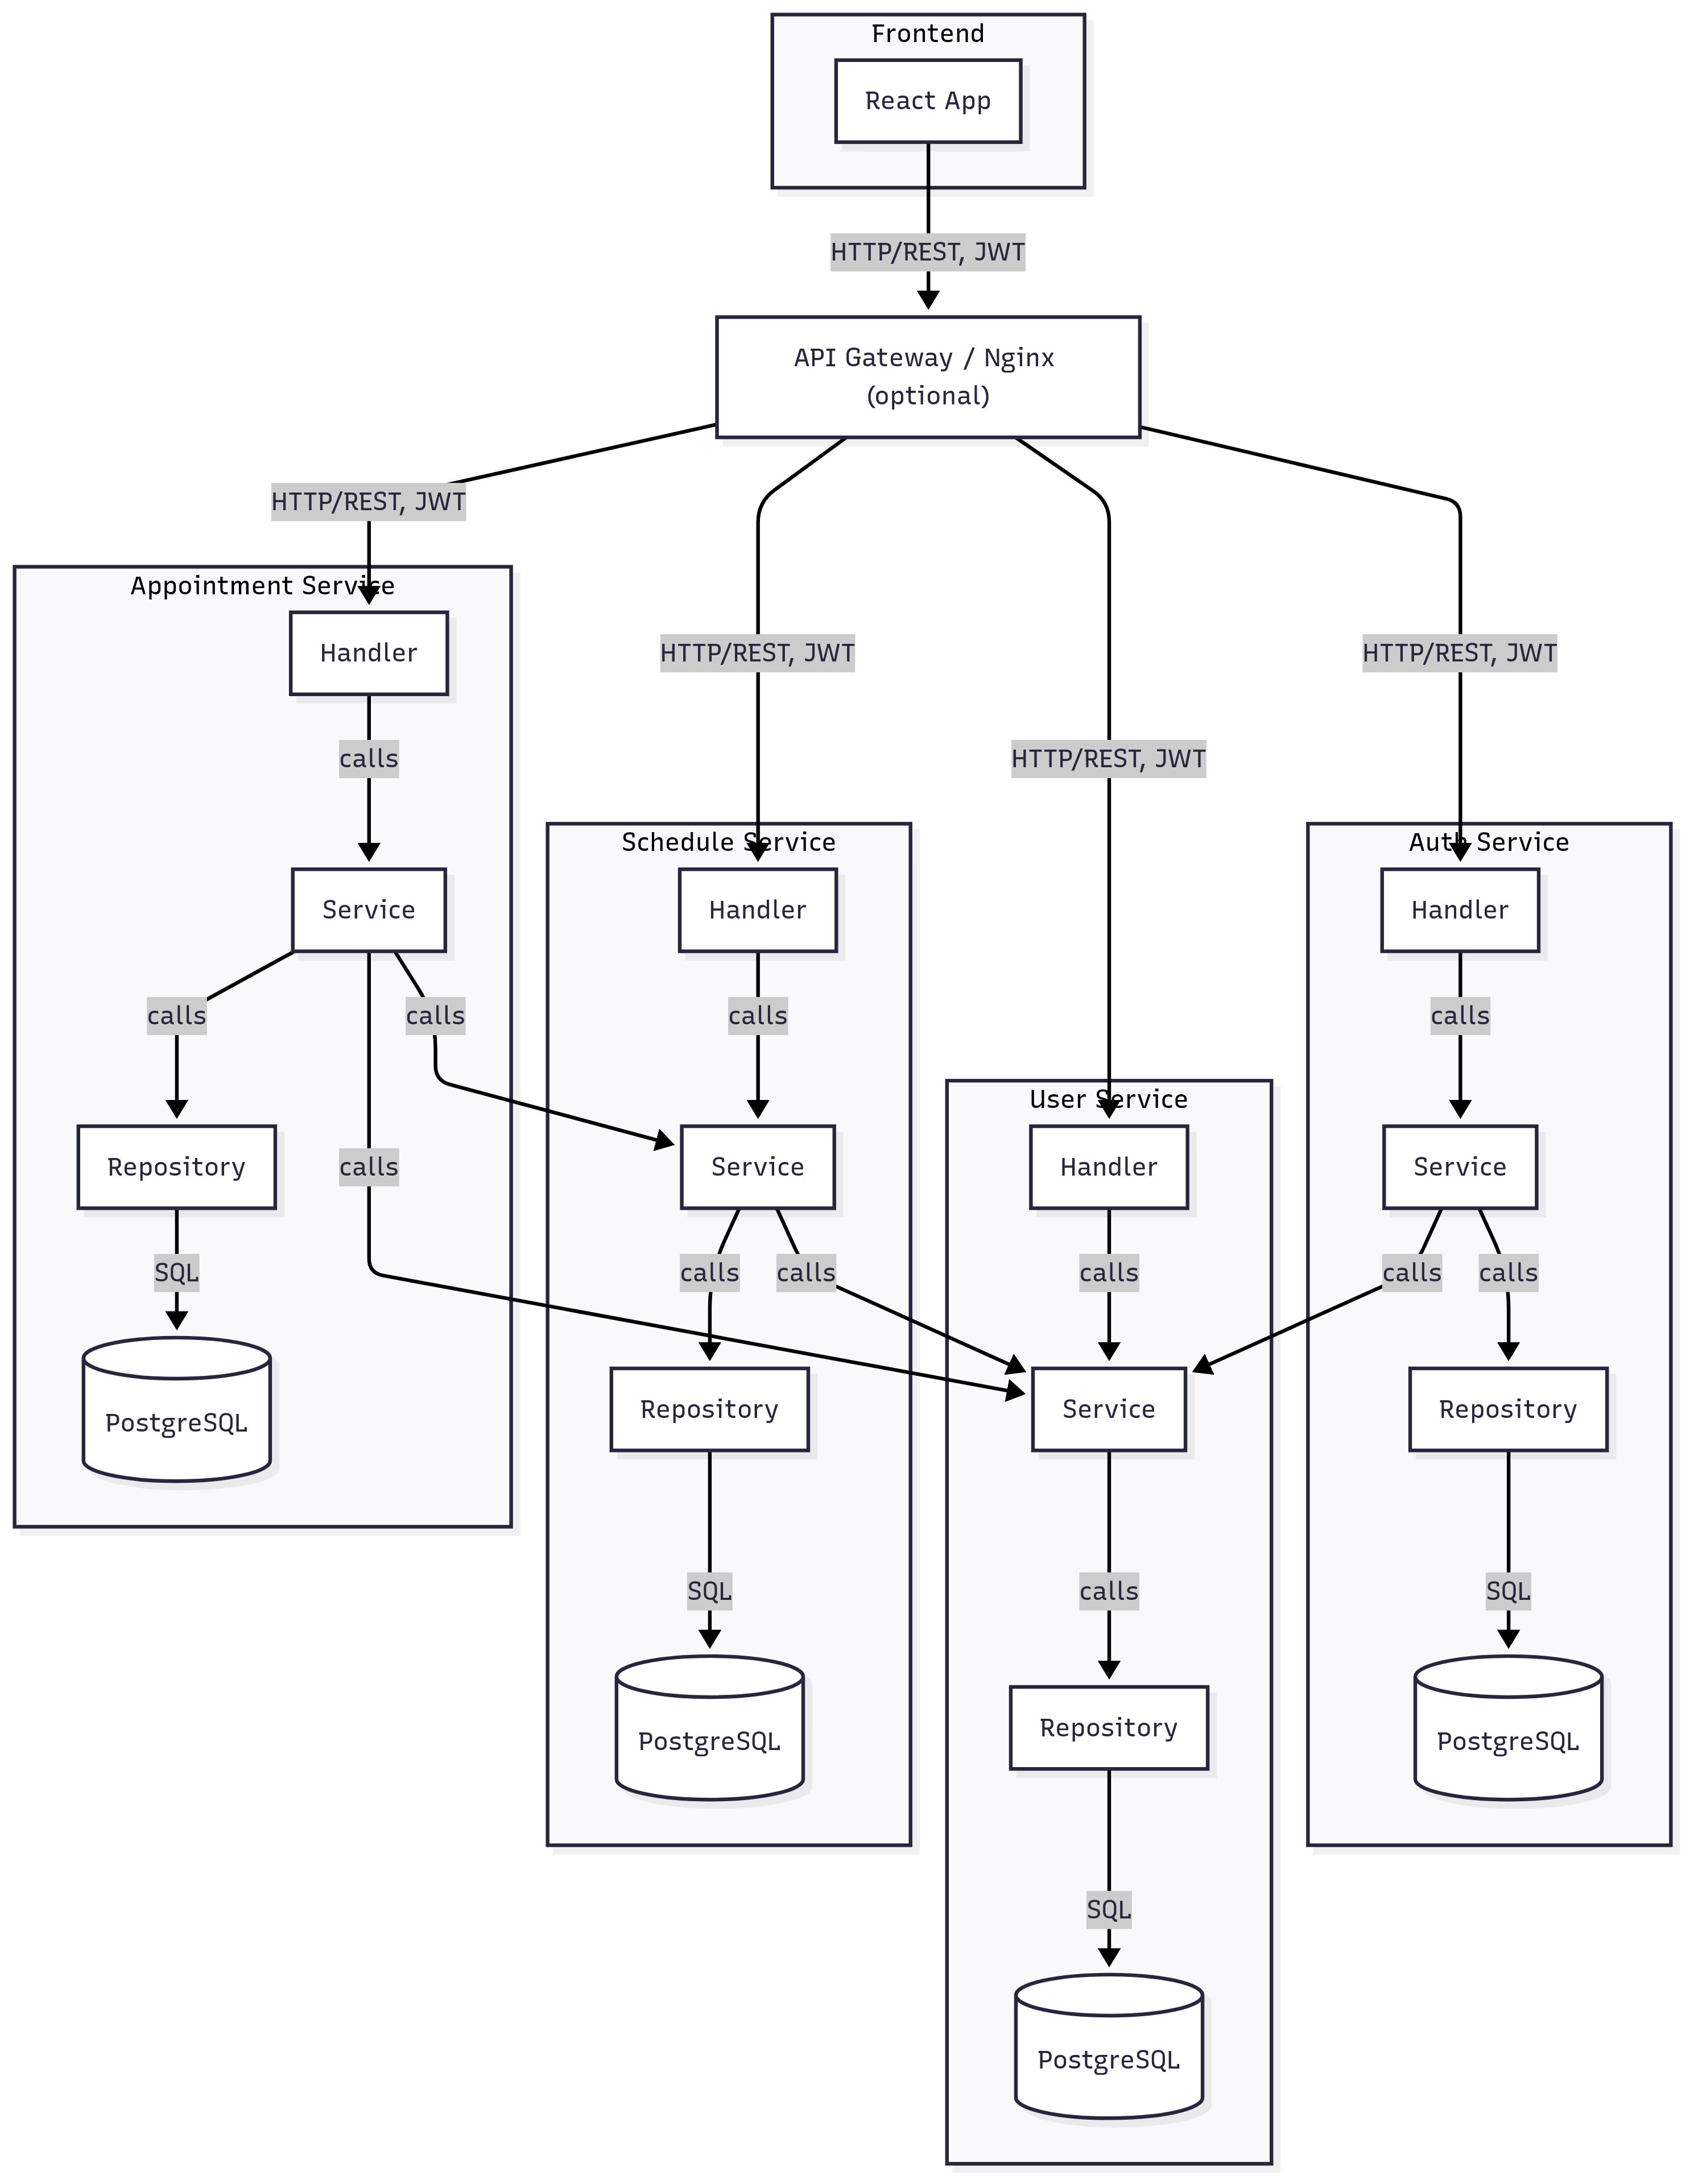 Frontend
React App
HTTP/REST, JWT
API Gateway / Nginx
(optional)
HTTP/REST, JWT
Appointment Service
Handler
HTTP/REST, JWT
HTTP/REST, JWT
calls
HTTP/REST, JWT
Schedule Service
Auth Service
Service
Handler
Handler
calls
calls
calls
calls
User Service
Repository
calls
Service
Handler
Service
SQL
calls
calls
calls
calls
calls
PostgreSQL
Repository
Service
Repository
SQL
calls
SQL
PostgreSQL
Repository
PostgreSQL
SQL
PostgreSQL